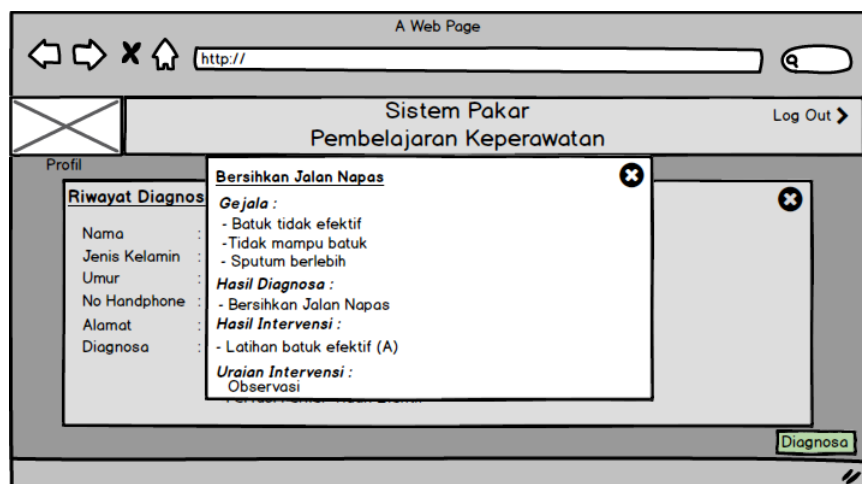 A Web Page
http://
Sistem Pakar
Pembelajaran Keperawatan
Log Out
Profil
Riwayat Diagnos
Nama :
Jenis Kelamin :
Umur :
No Handphone :
Alamat :
Diagnosa :
Bersihkan Jalan Napas
Gejala :
- Batuk tidak efektif
-Tidak mampu batuk
- Sputum berlebih
Hasil Diagnosa :
- Bersihkan Jalan Napas
Hasil Intervensi :
- Latihan batuk efektif (A)
Uraian Intervensi :
Observasi
Diagnosa